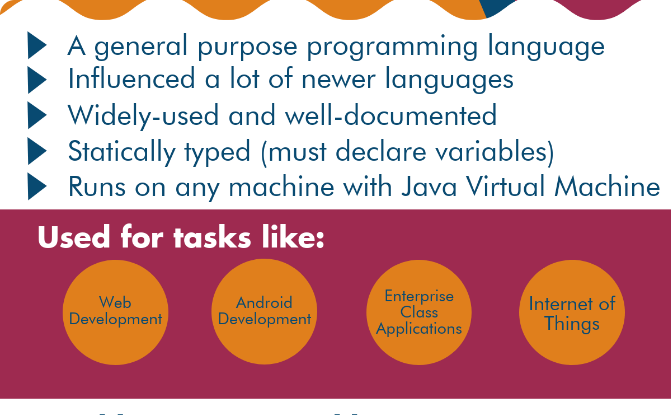 A general purpose programming language
Influenced a lot of newer languages
Widely-used and well-documented
Statically typed (must declare variables)
Runs on any machine with Java Virtual Machine
Used for tasks like:
Web
Development
Android
Development
Enterprise
Class
Applications
Internet of
Things